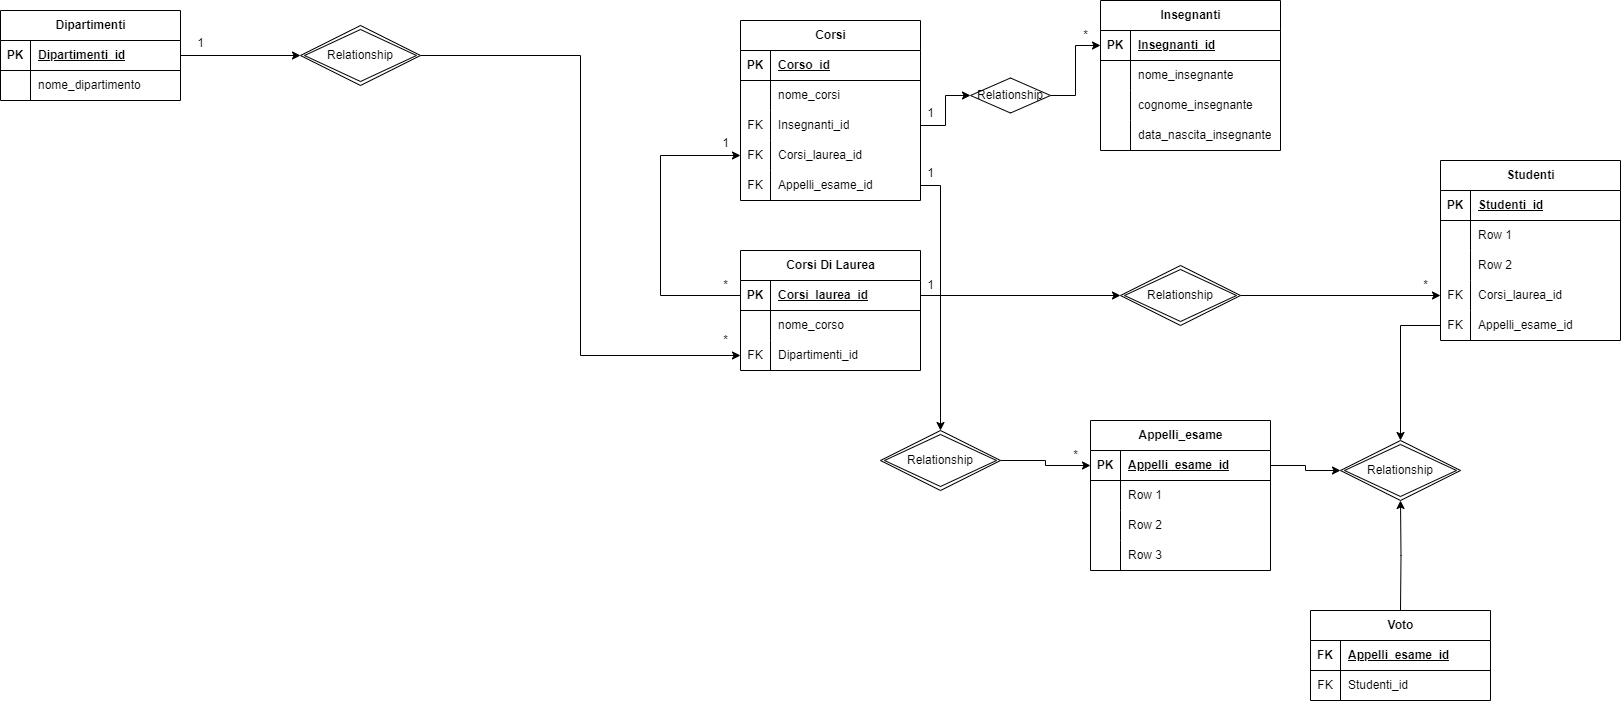 Dipartimenti
PK Dipartimenti_id
nome_dipartimento
1
Relationship
Corsi
PK Corso_id
nome_corsi
FK Insegnanti_id
FK Corsi_laurea_id
FK Appelli_esame_id
1
1
1
Relationship
*
Insegnanti
PK Insegnanti_id
nome_insegnante
cognome_insegnante
data_nascita_insegnante
Corsi Di Laurea
PK Corsi_laurea_id
nome_corso
FK Dipartimenti_id
*
*
1
Relationship
*
Studenti
PK Studenti_id
Row 1
Row 2
FK Corsi_laurea_id
FK Appelli_esame_id
Relationship
*
Appelli_esame
PK Appelli_esame_id
Row 1
Row 2
Row 3
Relationship
Voto
FK Appelli_esame_id
FK Studenti_id